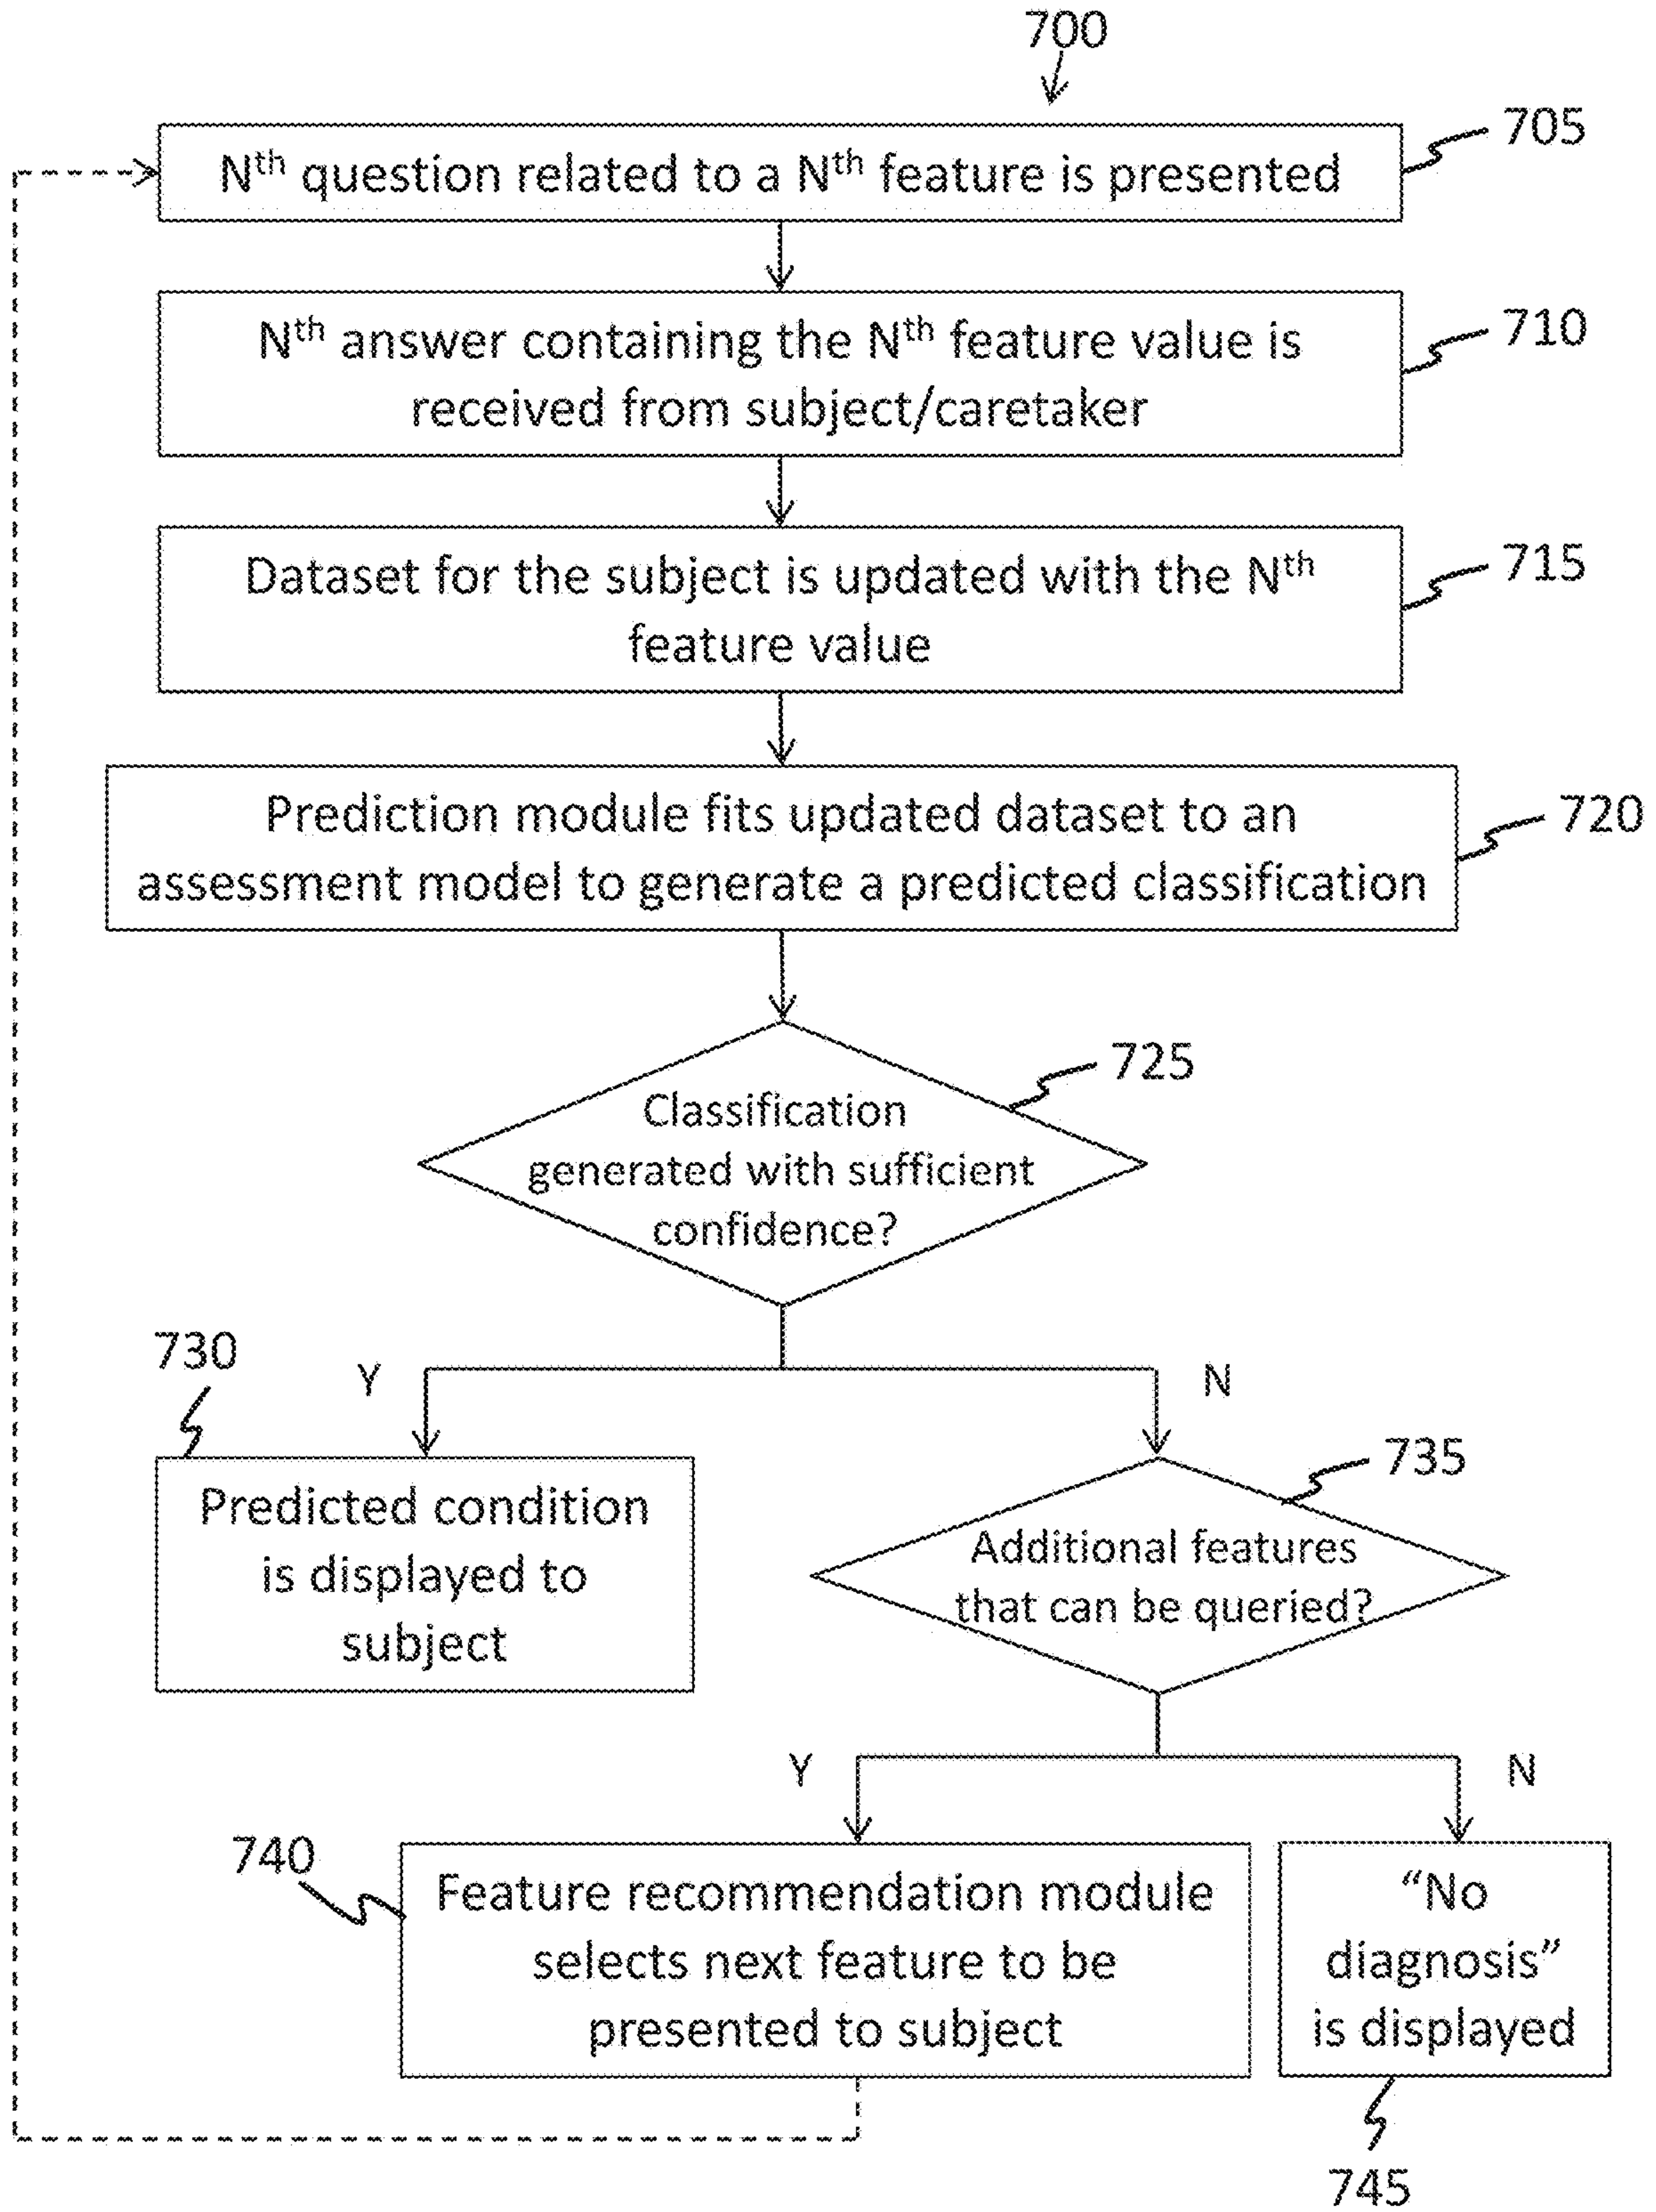 700
Nth question related to a Nth feature is presented
705
Nth answer containing the Nth feature value is
received from subject/caretaker
710
Dataset for the subject is updated with the Nth
feature value
715
Prediction module fits updated dataset to an
assessment model to generate a predicted classification
720
Classification
generated with sufficient
confidence?
725
Y
N
730
Predicted condition
is displayed to
subject
735
Additional features
that can be queried?
Y
N
740
Feature recommendation module
selects next feature to be
presented to subject
“No
diagnosis”
is displayed
745